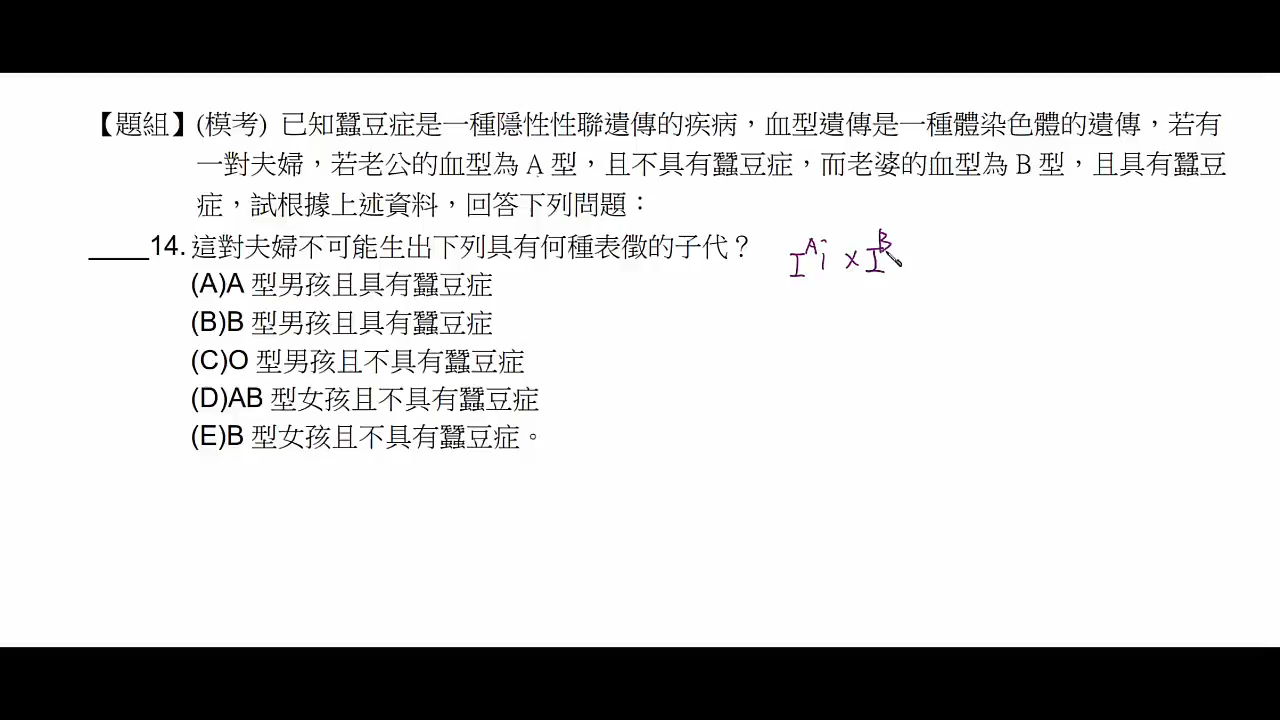 【題組】(模考) 已知蠶豆症是一種隱性性聯遺傳的疾病，血型遺傳是一種體染色體的遺傳，若有
一對夫婦，若老公的血型為 A 型，且不具有蠶豆症，而老婆的血型為 B 型，且具有蠶豆
症，試根據上述資料，回答下列問題：
____14. 這對夫婦不可能生出下列具有何種表徵的子代？ I^A i × I^B
(A)A 型男孩且具有蠶豆症
(B)B 型男孩且具有蠶豆症
(C)O 型男孩且不具有蠶豆症
(D)AB 型女孩且不具有蠶豆症
(E)B 型女孩且不具有蠶豆症。